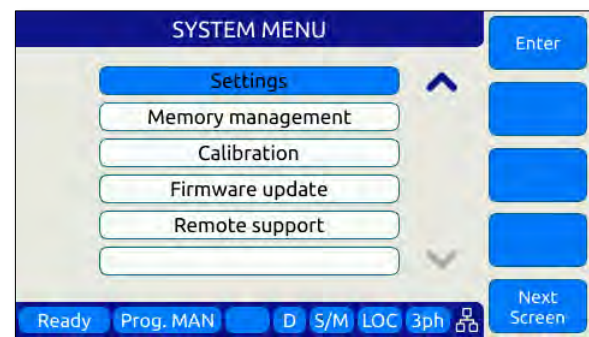 SYSTEM MENU
Enter
Settings
Memory management
Calibration
Firmware update
Remote support
Ready Prog. MAN D S/M LOC 3ph
Next
Screen